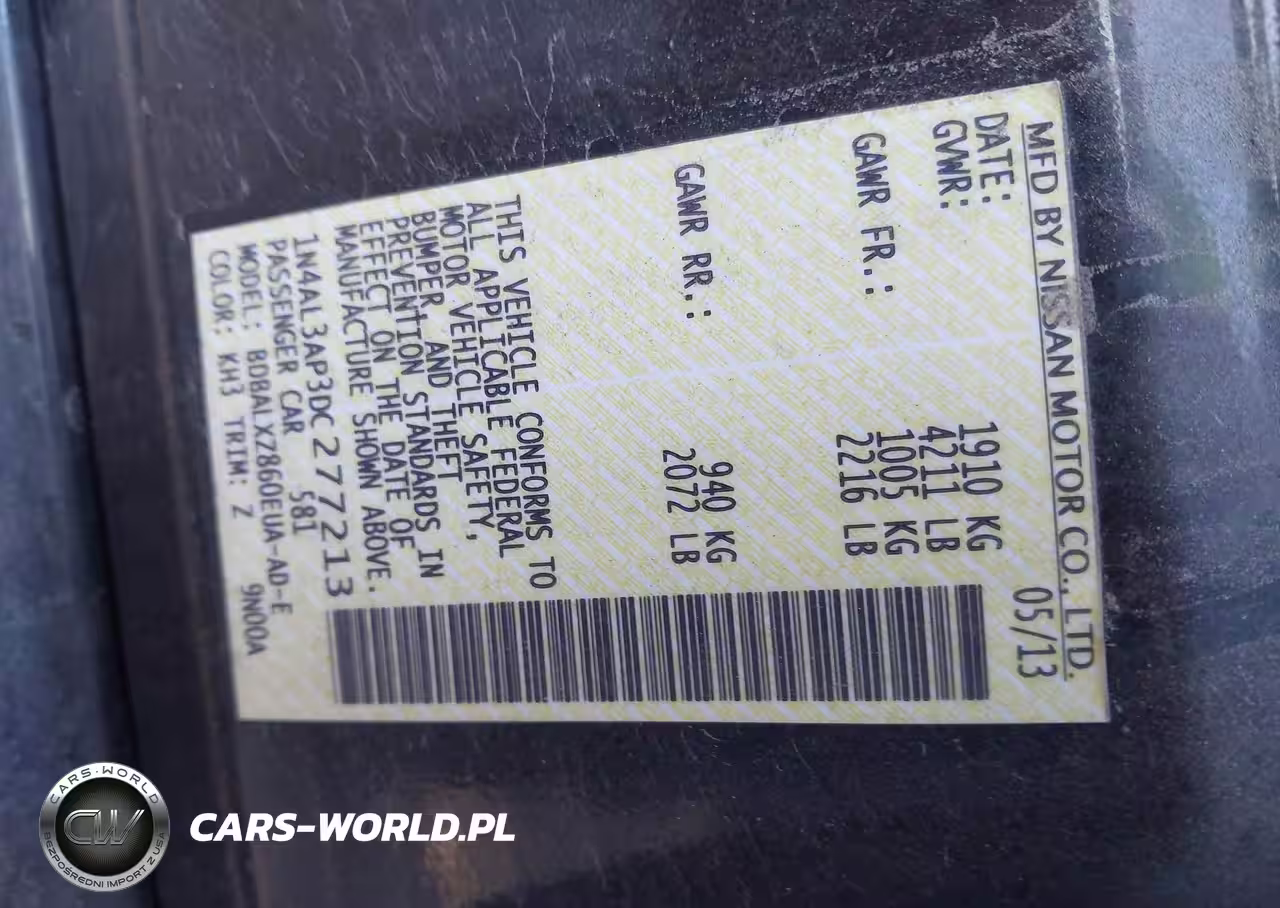 MFD BY NISSAN MOTOR CO., LTD.
DATE: 05/13
GVWR: 1910 KG
4211 LB
GAWR FR.: 1005 KG
2216 LB
GAWR RR.: 940 KG
2072 LB
THIS VEHICLE CONFORMS TO
ALL APPLICABLE FEDERAL
MOTOR VEHICLE SAFETY,
BUMPER AND THEFT
PREVENTION STANDARDS IN
EFFECT ON THE DATE OF
MANUFACTURE SHOWN ABOVE.
1N4AL3AP3DC277213
PASSENGER CAR 581
MODEL: BDBALXZ860EUA-AD-E
COLOR: KH3 TRIM: Z 9N00A
CARS-WORLD
CW
BEZPOŚREDNI IMPORT Z USA
CARS-WORLD.PL